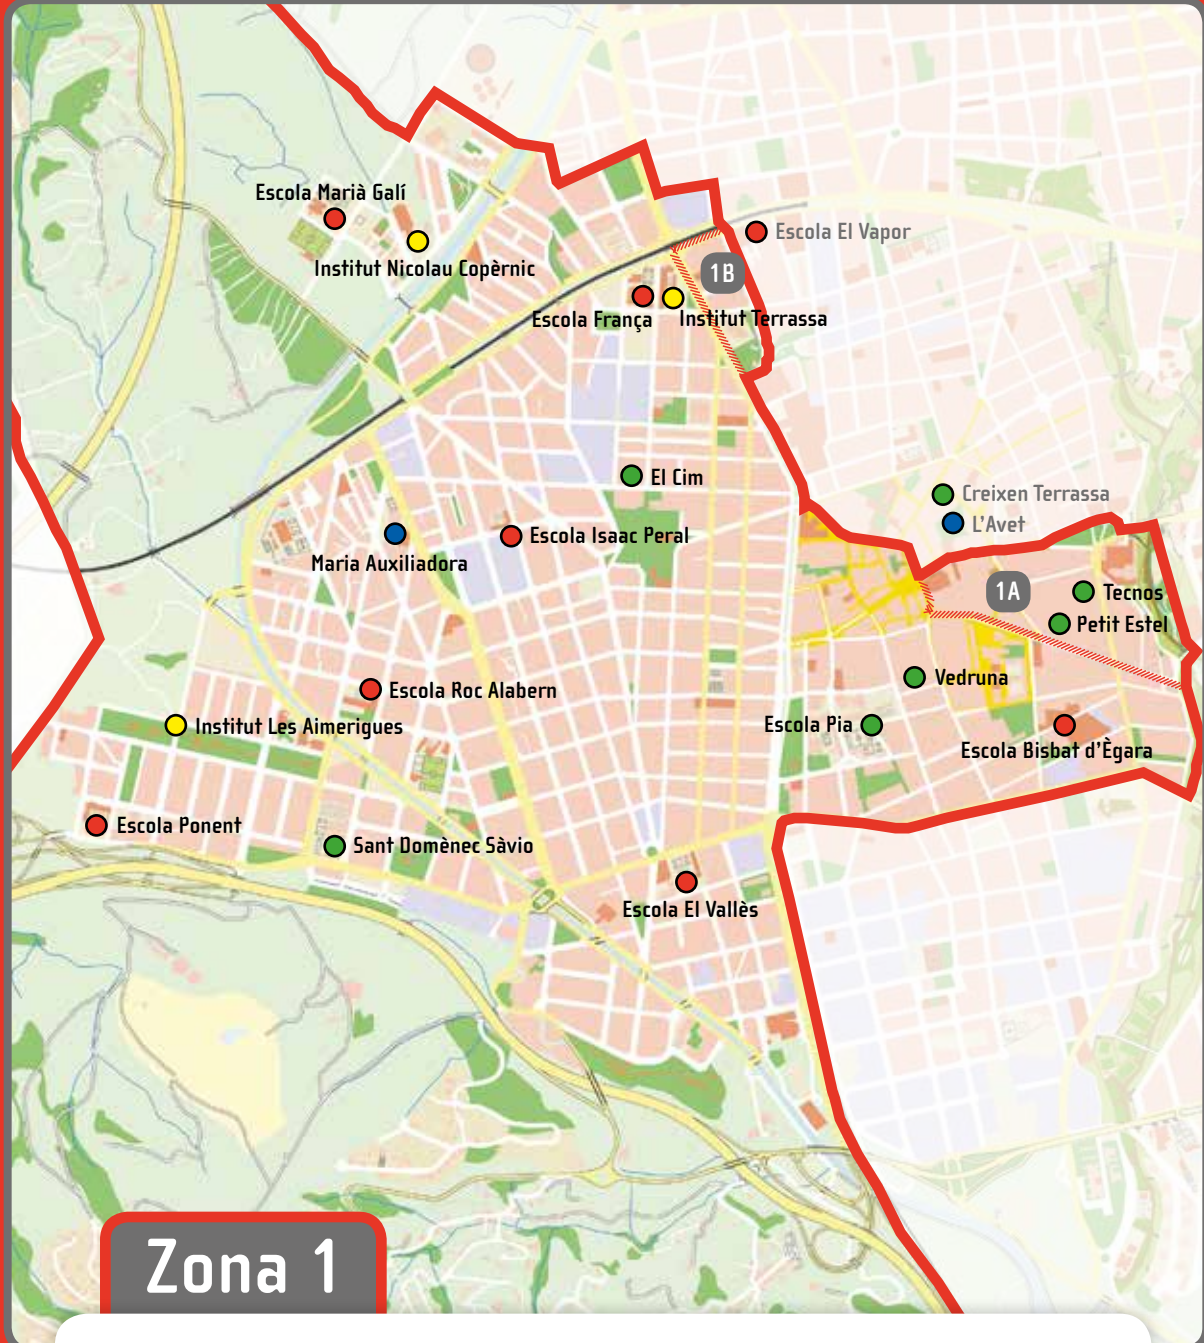 Escola Marià Galí
Institut Nicolau Copèrnic
Escola El Vapor
1B
Escola França
Institut Terrassa
El Cim
Creixen Terrassa
L'Avet
Escola Isaac Peral
Maria Auxiliadora
1A
Tecnos
Petit Estel
Vedruna
Escola Roc Alabern
Institut Les Aimerigues
Escola Pia
Escola Bisbat d'Ègara
Escola Ponent
Sant Domènec Sàvio
Escola El Vallès
Zona 1